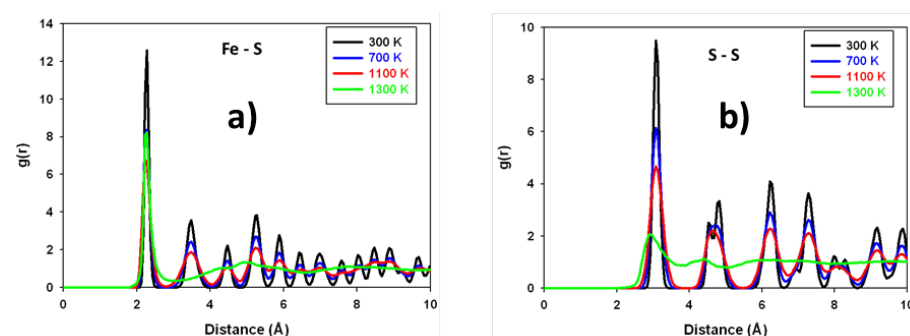 14
12
10
8
6
4
2
0
g(r)
Fe - S
a)
300 K
700 K
1100 K
1300 K
0 2 4 6 8 10
Distance (Å)
10
8
6
4
2
0
g(r)
S - S
b)
300 K
700 K
1100 K
1300 K
0 2 4 6 8 10
Distance (Å)